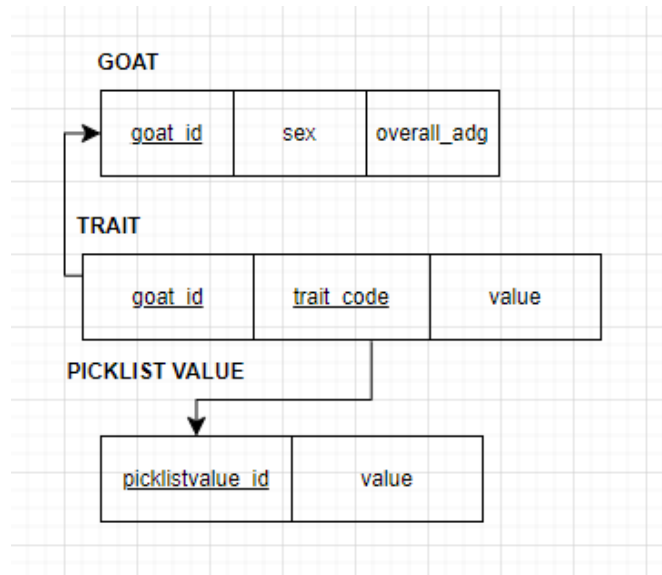 GOAT
goat_id sex overall_adg
TRAIT
goat_id trait_code value
PICKLIST VALUE
picklistvalue_id value